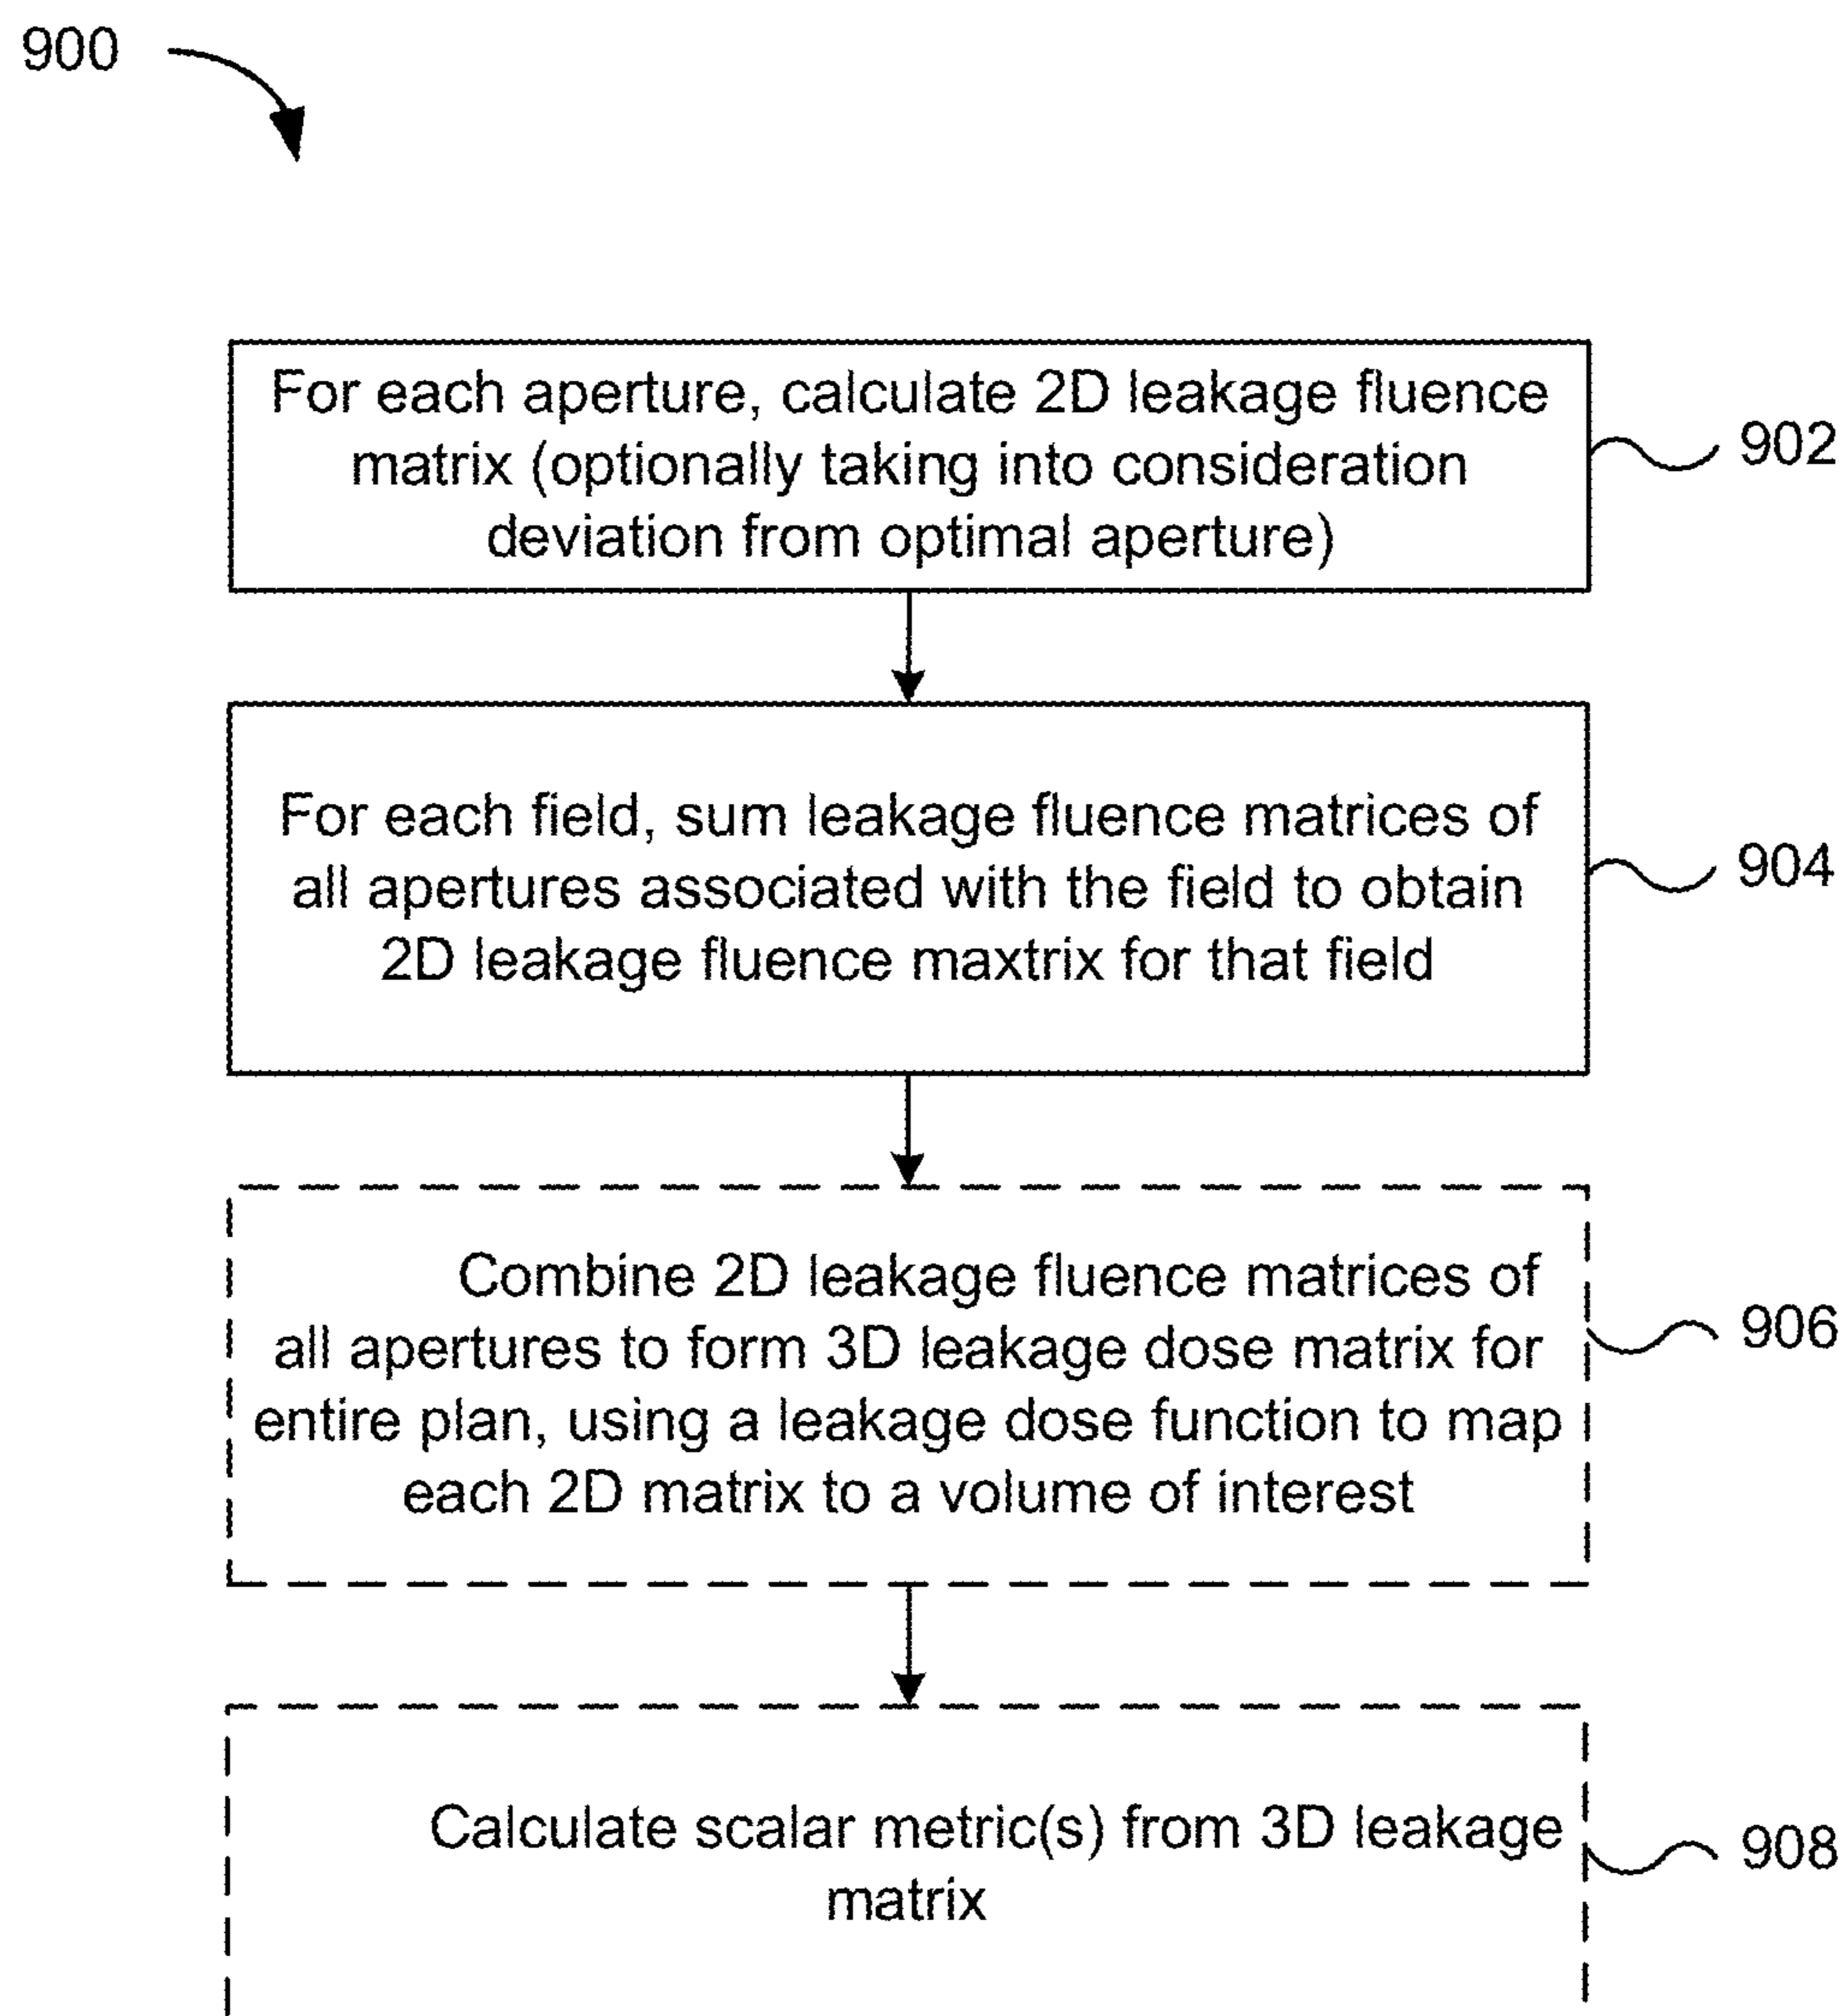 900
For each aperture, calculate 2D leakage fluence
matrix (optionally taking into consideration
deviation from optimal aperture)
902
For each field, sum leakage fluence matrices of
all apertures associated with the field to obtain
2D leakage fluence maxtrix for that field
904
Combine 2D leakage fluence matrices of
all apertures to form 3D leakage dose matrix for
entire plan, using a leakage dose function to map
each 2D matrix to a volume of interest
906
Calculate scalar metric(s) from 3D leakage
matrix
908